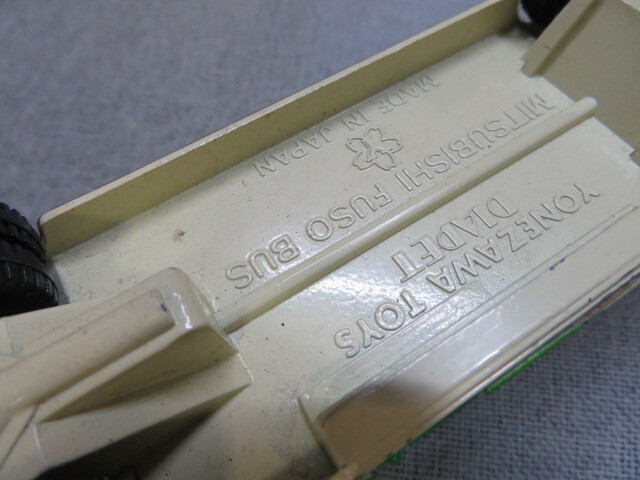 YONEZAWA TOYS
DIAPET
MITSUBISHI FUSO BUS
MADE IN JAPAN